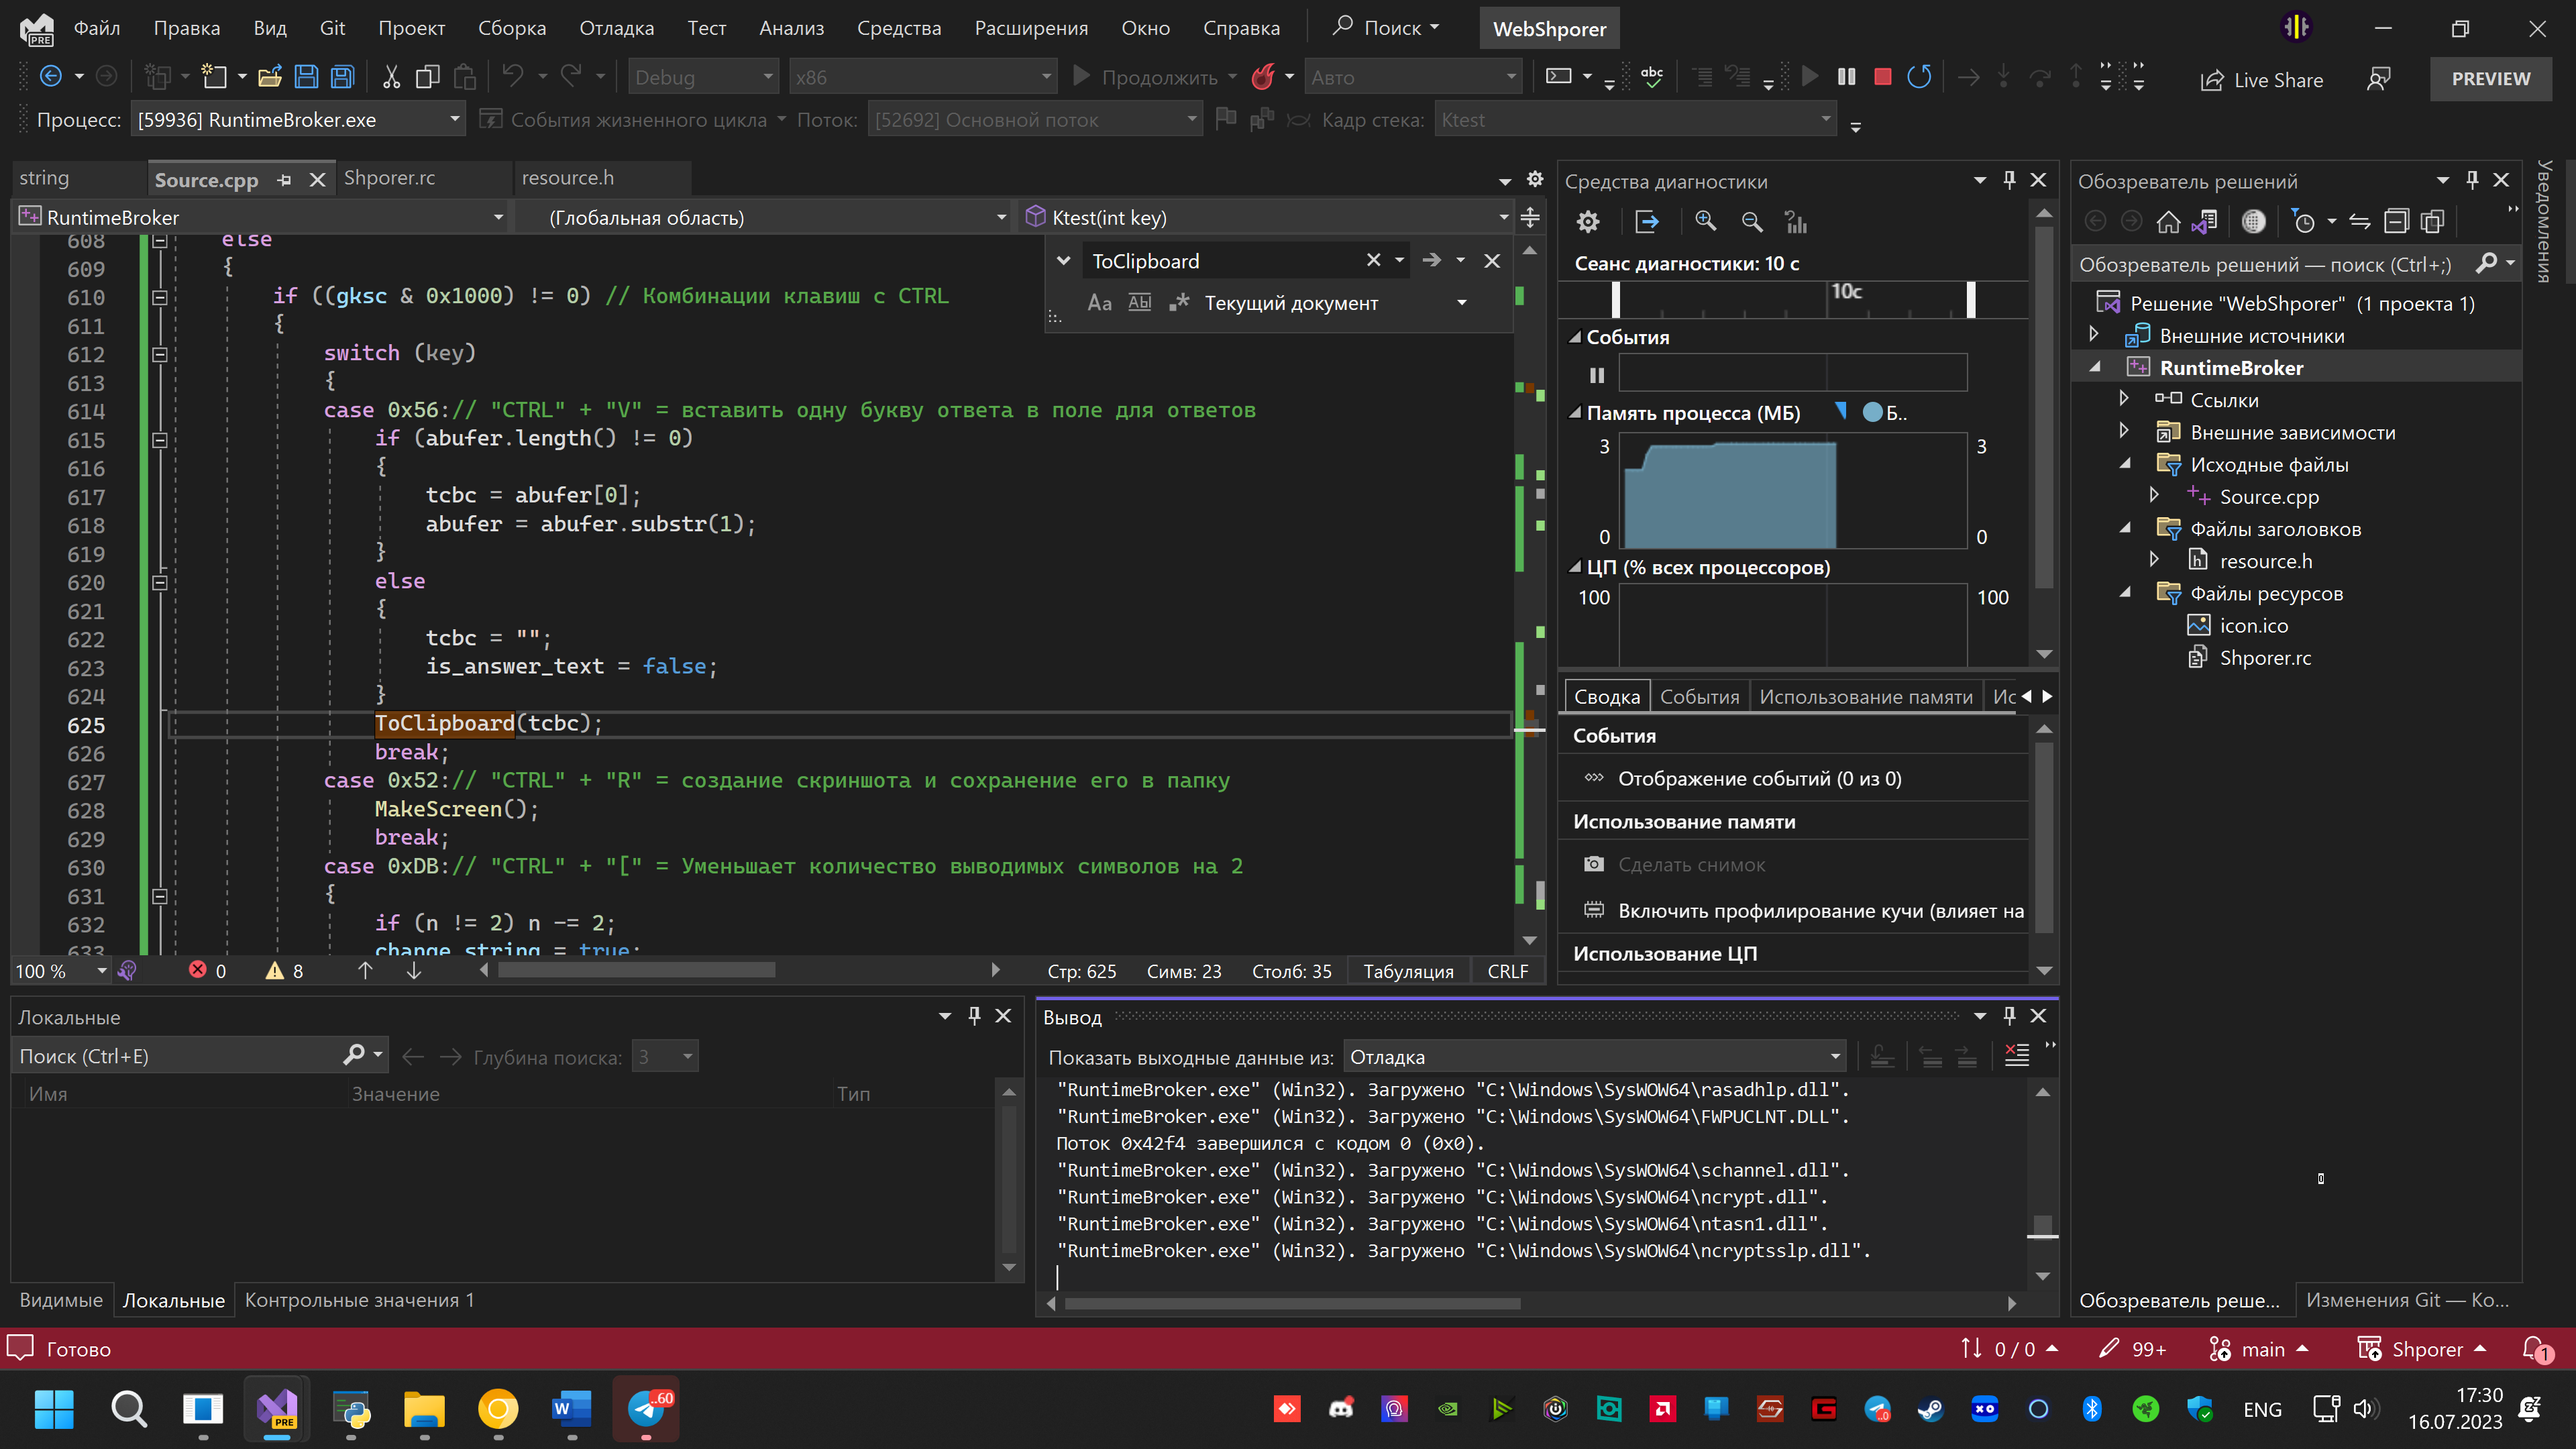 Файл Правка Вид Git Проект Сборка Отладка Тест Анализ Средства Расширения Окно Справка Поиск WebShporer
PRE
Debug x86 Продолжить Авто abc Live Share PREVIEW
Процесс: [59936] RuntimeBroker.exe События жизненного цикла Поток: [52692] Основной поток Кадр стека: Ktest
string Source.cpp Shporer.rc resource.h
RuntimeBroker (Глобальная область) Ktest(int key)
ToClipboard
Aa Текущий документ
608 else
609 {
610 if ((gksc & 0x1000) != 0) // Комбинации клавиш с CTRL
611 {
612 switch (key)
613 {
614 case 0x56:// "CTRL" + "V" = вставить одну букву ответа в поле для ответов
615 if (abufer.length() != 0)
616 {
617 tcbc = abufer[0];
618 abufer = abufer.substr(1);
619 }
620 else
621 {
622 tcbc = "";
623 is_answer_text = false;
624 }
625 ToClipboard(tcbc);
626 break;
627 case 0x52:// "CTRL" + "R" = создание скриншота и сохранение его в папку
628 MakeScreen();
629 break;
630 case 0xDB:// "CTRL" + "[" = Уменьшает количество выводимых символов на 2
631 {
632 if (n != 2) n -= 2;
633 change_string = true;
100 % 0 8 Стр: 625 Симв: 23 Столб: 35 Табуляция CRLF
Средства диагностики
Сеанс диагностики: 10 с
10с
События
Память процесса (МБ) Б..
3 3
0 0
ЦП (% всех процессоров)
100 100
Сводка События Использование памяти Ис
События
Отображение событий (0 из 0)
Использование памяти
Сделать снимок
Включить профилирование кучи (влияет на
Использование ЦП
Обозреватель решений
Обозреватель решений — поиск (Ctrl+;)
Решение "WebShporer" (1 проекта 1)
Внешние источники
RuntimeBroker
Ссылки
Внешние зависимости
Исходные файлы
Source.cpp
Файлы заголовков
resource.h
Файлы ресурсов
icon.ico
Shporer.rc
Обозреватель реше... Изменения Git — Ко...
Уведомления
Локальные
Поиск (Ctrl+E) Глубина поиска: 3
Имя Значение Тип
Видимые Локальные Контрольные значения 1
Вывод
Показать выходные данные из: Отладка
"RuntimeBroker.exe" (Win32). Загружено "C:\Windows\SysWOW64\rasadhlp.dll".
"RuntimeBroker.exe" (Win32). Загружено "C:\Windows\SysWOW64\FWPUCLNT.DLL".
Поток 0x42f4 завершился с кодом 0 (0x0).
"RuntimeBroker.exe" (Win32). Загружено "C:\Windows\SysWOW64\schannel.dll".
"RuntimeBroker.exe" (Win32). Загружено "C:\Windows\SysWOW64\ncrypt.dll".
"RuntimeBroker.exe" (Win32). Загружено "C:\Windows\SysWOW64\ntasn1.dll".
"RuntimeBroker.exe" (Win32). Загружено "C:\Windows\SysWOW64\ncryptsslp.dll".
Готово 0 / 0 99+ main Shporer 1
PRE W ..60 ENG 17:30
16.07.2023